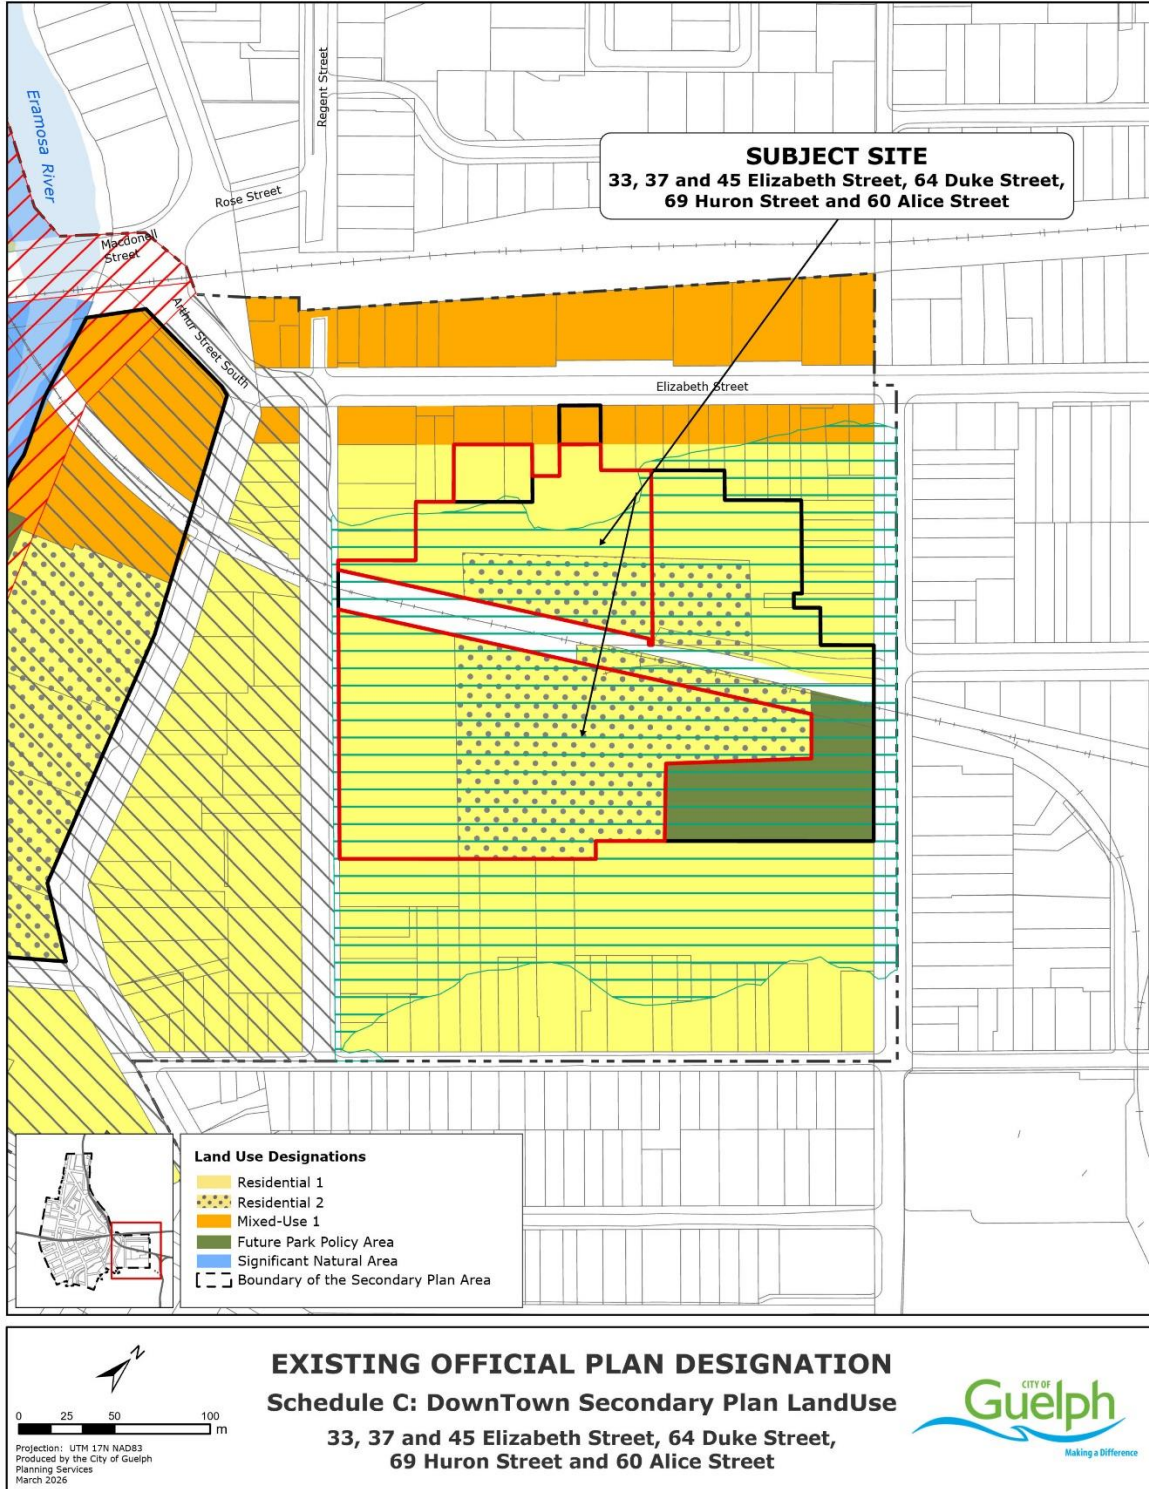 Eramosa River
Regent Street
SUBJECT SITE
33, 37 and 45 Elizabeth Street, 64 Duke Street,
69 Huron Street and 60 Alice Street
Rose Street
Macdonell
Street
Arthur Street South
Elizabeth Street
Land Use Designations
Residential 1
Residential 2
Mixed-Use 1
Future Park Policy Area
Significant Natural Area
Boundary of the Secondary Plan Area
N
0 25 50 100
m
Projection: UTM 17N NAD83
Produced by the City of Guelph
Planning Services
March 2026
EXISTING OFFICIAL PLAN DESIGNATION
Schedule C: DownTown Secondary Plan LandUse
33, 37 and 45 Elizabeth Street, 64 Duke Street,
69 Huron Street and 60 Alice Street
CITY OF
Guelph
Making a Difference